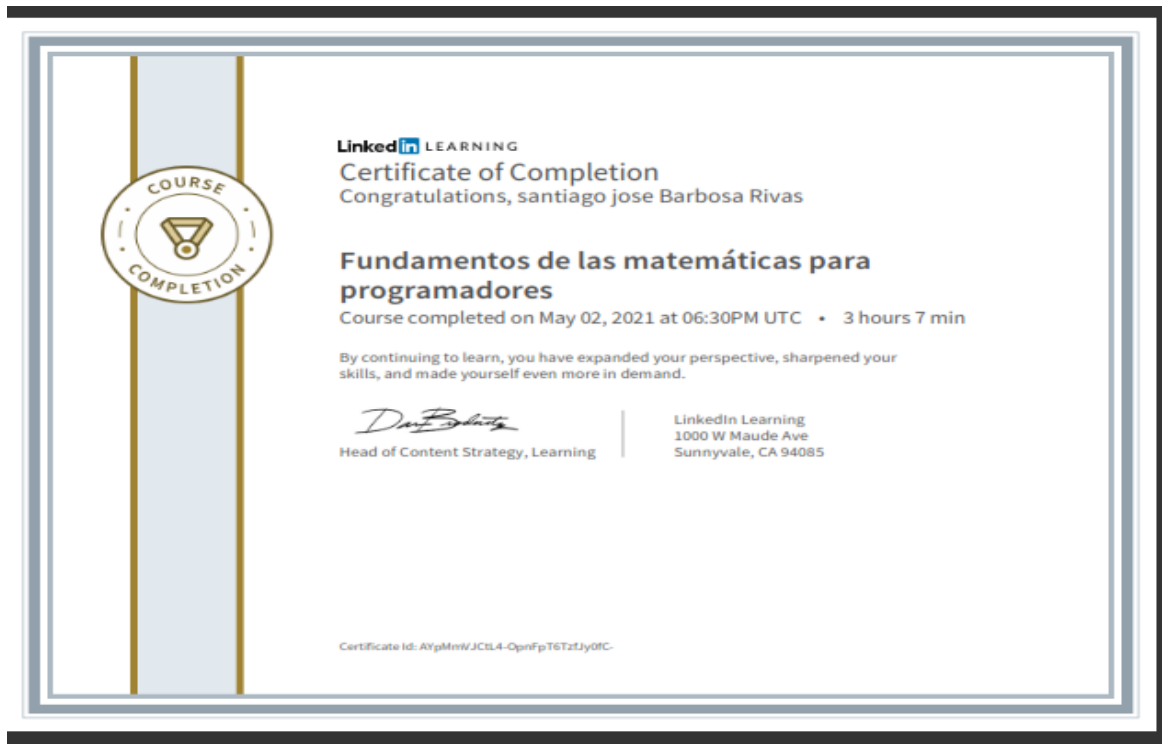 COURSE
COMPLETION
Linked in LEARNING
Certificate of Completion
Congratulations, santiago jose Barbosa Rivas
Fundamentos de las matemáticas para
programadores
Course completed on May 02, 2021 at 06:30PM UTC • 3 hours 7 min
By continuing to learn, you have expanded your perspective, sharpened your
skills, and made yourself even more in demand.
Head of Content Strategy, Learning
LinkedIn Learning
1000 W Maude Ave
Sunnyvale, CA 94085
Certificate Id: